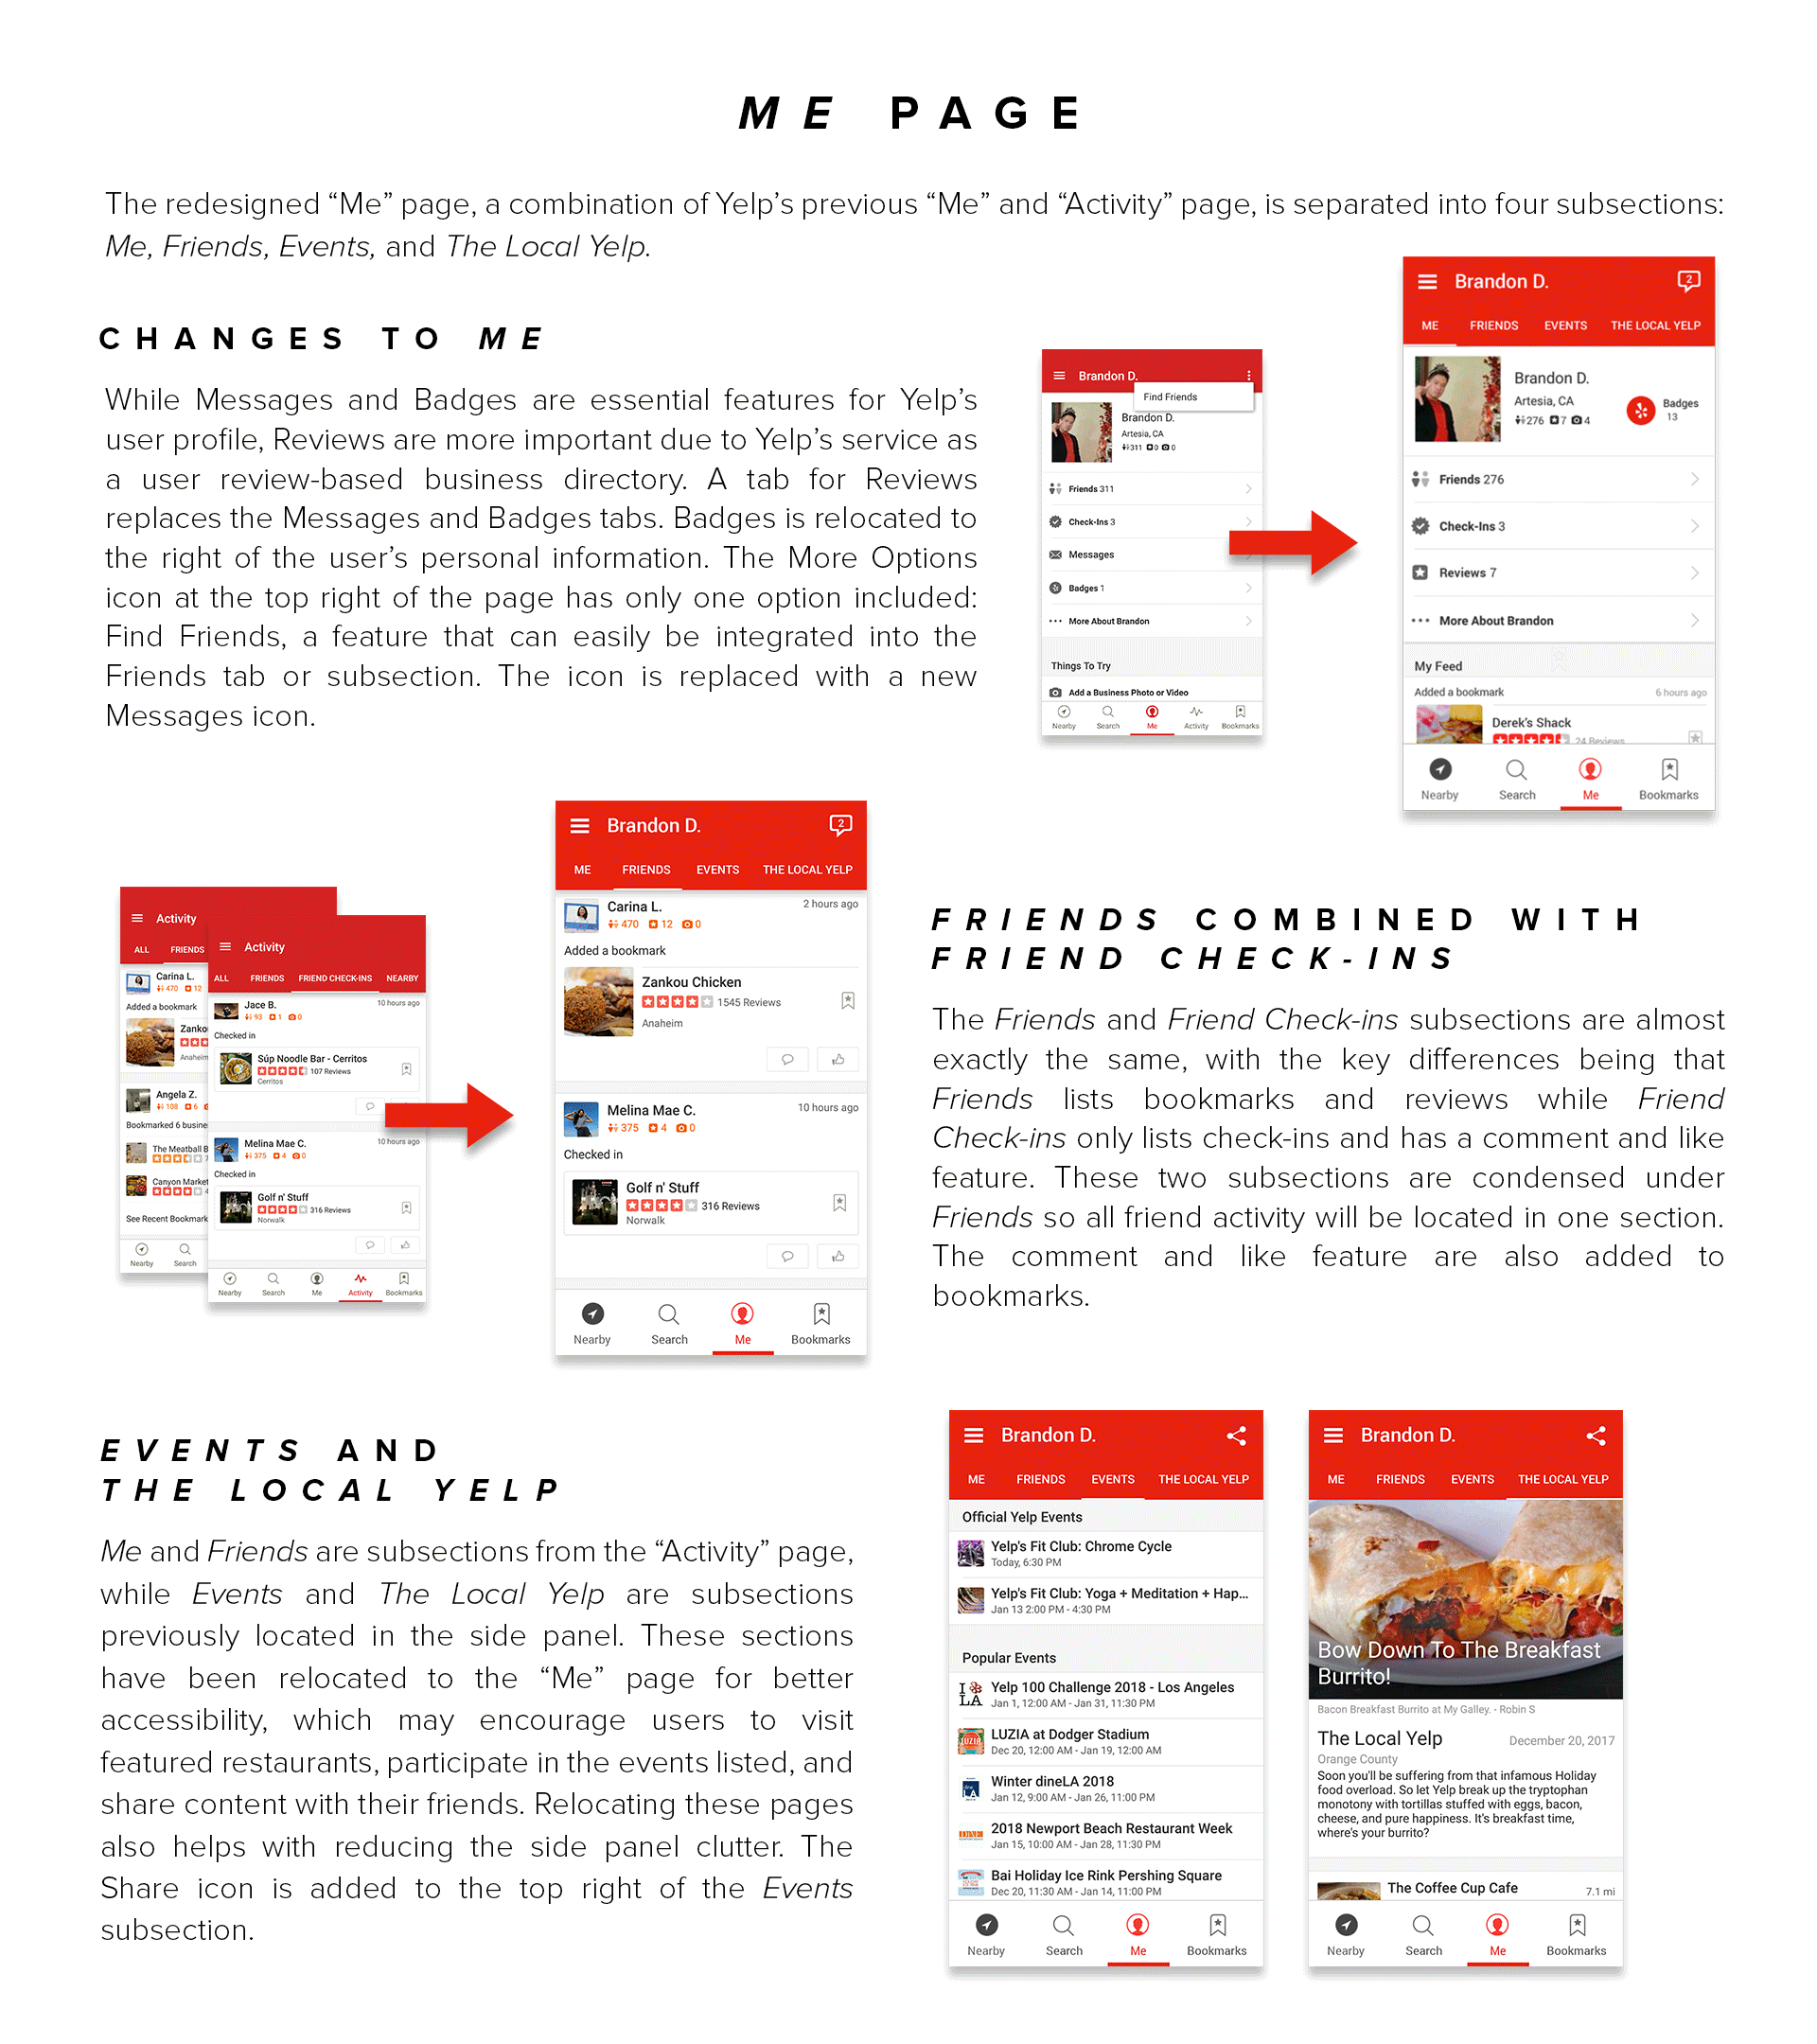 ME PAGE
The redesigned “Me” page, a combination of Yelp’s previous “Me” and “Activity” page, is separated into four subsections:
Me, Friends, Events, and The Local Yelp.
CHANGES TO ME
While Messages and Badges are essential features for Yelp’s
user profile, Reviews are more important due to Yelp’s service as
a user review-based business directory. A tab for Reviews
replaces the Messages and Badges tabs. Badges is relocated to
the right of the user’s personal information. The More Options
icon at the top right of the page has only one option included:
Find Friends, a feature that can easily be integrated into the
Friends tab or subsection. The icon is replaced with a new
Messages icon.
Brandon D.
Find Friends
Brandon D.
Artesia, CA
311 0 0
Friends 311
Check-Ins 3
Messages
Badges 1
More About Brandon
Things To Try
Add a Business Photo or Video
Nearby Search Me Activity Bookmarks
Brandon D. 2
ME FRIENDS EVENTS THE LOCAL YELP
Brandon D.
Artesia, CA
276 7 4
Badges
13
Friends 276
Check-Ins 3
Reviews 7
More About Brandon
My Feed
Added a bookmark 6 hours ago
Derek’s Shack
24 Reviews
Nearby Search Me Bookmarks
Activity
ALL FRIENDS
Carina L.
470 12
Added a bookmark
Zanko
Anaheim
Angela Z.
108 6
Bookmarked 6 busine
The Meatball B
Canyon Market
4
See Recent Bookmark
Nearby Search
Activity
ALL FRIENDS FRIEND CHECK-INS NEARBY
Jace B. 10 hours ago
93 1 0
Checked in
Súp Noodle Bar - Cerritos
107 Reviews
Cerritos
Melina Mae C. 10 hours ago
375 4 0
Checked in
Golf n' Stuff
316 Reviews
Norwalk
Nearby Search Me Activity Bookmarks
Brandon D. 2
ME FRIENDS EVENTS THE LOCAL YELP
Carina L. 2 hours ago
470 12 0
Added a bookmark
Zankou Chicken
1545 Reviews
Anaheim
Melina Mae C. 10 hours ago
375 4 0
Checked in
Golf n' Stuff
316 Reviews
Norwalk
Nearby Search Me Bookmarks
FRIENDS COMBINED WITH
FRIEND CHECK-INS
The Friends and Friend Check-ins subsections are almost
exactly the same, with the key differences being that
Friends lists bookmarks and reviews while Friend
Check-ins only lists check-ins and has a comment and like
feature. These two subsections are condensed under
Friends so all friend activity will be located in one section.
The comment and like feature are also added to
bookmarks.
EVENTS AND
THE LOCAL YELP
Me and Friends are subsections from the “Activity” page,
while Events and The Local Yelp are subsections
previously located in the side panel. These sections
have been relocated to the “Me” page for better
accessibility, which may encourage users to visit
featured restaurants, participate in the events listed, and
share content with their friends. Relocating these pages
also helps with reducing the side panel clutter. The
Share icon is added to the top right of the Events
subsection.
Brandon D.
ME FRIENDS EVENTS THE LOCAL YELP
Official Yelp Events
Yelp's Fit Club: Chrome Cycle
Today, 6:30 PM
Yelp's Fit Club: Yoga + Meditation + Hap...
Jan 13 2:00 PM - 4:30 PM
Popular Events
Yelp 100 Challenge 2018 - Los Angeles
Jan 1, 12:00 AM - Jan 31, 11:30 PM
LUZIA at Dodger Stadium
Dec 20, 12:00 AM - Jan 19, 12:00 AM
Winter dineLA 2018
Jan 12, 9:00 AM - Jan 26, 11:00 PM
2018 Newport Beach Restaurant Week
Jan 15, 10:00 AM - Jan 28, 11:30 PM
Bai Holiday Ice Rink Pershing Square
Dec 20, 11:30 AM - Jan 14, 11:00 PM
Nearby Search Me Bookmarks
Brandon D.
ME FRIENDS EVENTS THE LOCAL YELP
Bow Down To The Breakfast
Burrito!
Bacon Breakfast Burrito at My Galley. - Robin S
The Local Yelp December 20, 2017
Orange County
Soon you'll be suffering from that infamous Holiday
food overload. So let Yelp break up the tryptophan
monotony with tortillas stuffed with eggs, bacon,
cheese, and pure happiness. It's breakfast time,
where's your burrito?
The Coffee Cup Cafe 7.1 mi
Nearby Search Me Bookmarks